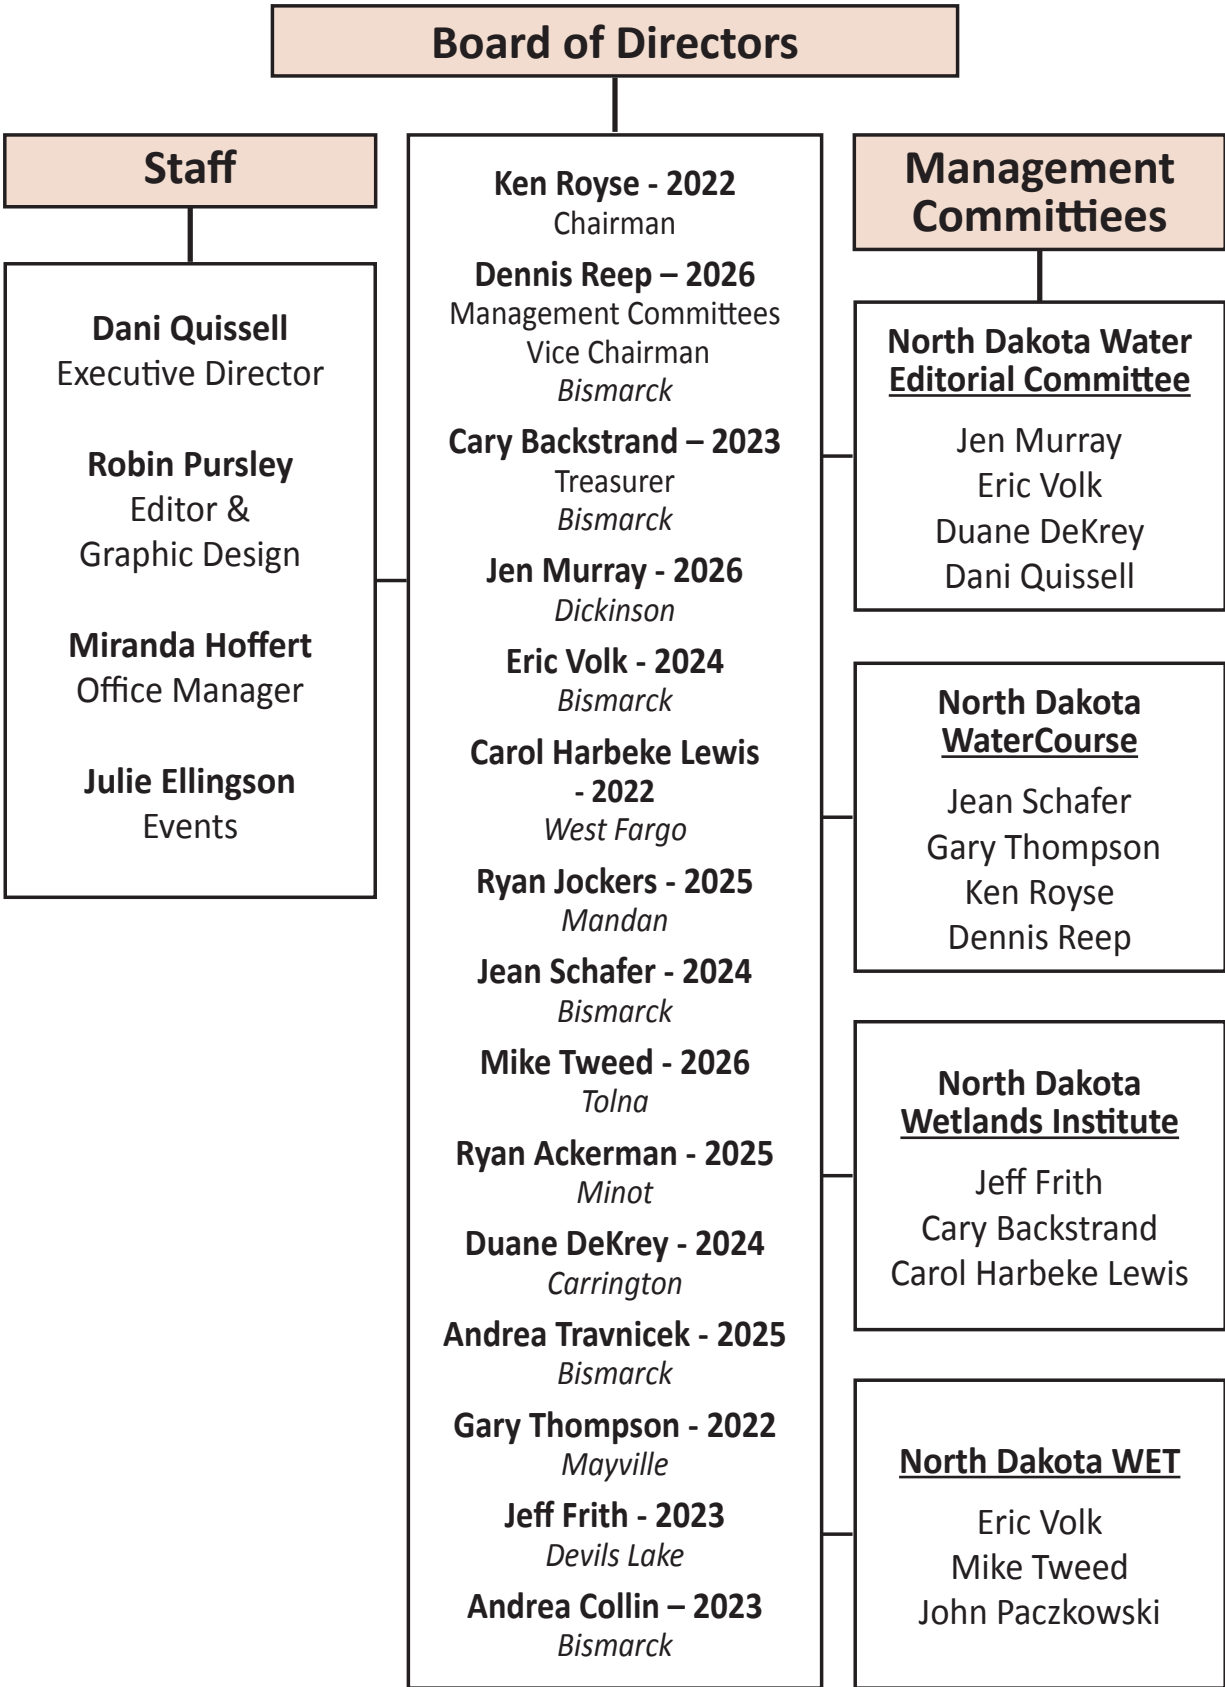 Board of Directors
Staff
Dani Quissell
Executive Director
Robin Pursley
Editor &
Graphic Design
Miranda Hoffert
Office Manager
Julie Ellingson
Events
Ken Royse - 2022
Chairman
Dennis Reep – 2026
Management Committees
Vice Chairman
Bismarck
Cary Backstrand – 2023
Treasurer
Bismarck
Jen Murray - 2026
Dickinson
Eric Volk - 2024
Bismarck
Carol Harbeke Lewis
- 2022
West Fargo
Ryan Jockers - 2025
Mandan
Jean Schafer - 2024
Bismarck
Mike Tweed - 2026
Tolna
Ryan Ackerman - 2025
Minot
Duane DeKrey - 2024
Carrington
Andrea Travnicek - 2025
Bismarck
Gary Thompson - 2022
Mayville
Jeff Frith - 2023
Devils Lake
Andrea Collin – 2023
Bismarck
Management
Committiees
North Dakota Water
Editorial Committee
Jen Murray
Eric Volk
Duane DeKrey
Dani Quissell
North Dakota
WaterCourse
Jean Schafer
Gary Thompson
Ken Royse
Dennis Reep
North Dakota
Wetlands Institute
Jeff Frith
Cary Backstrand
Carol Harbeke Lewis
North Dakota WET
Eric Volk
Mike Tweed
John Paczkowski